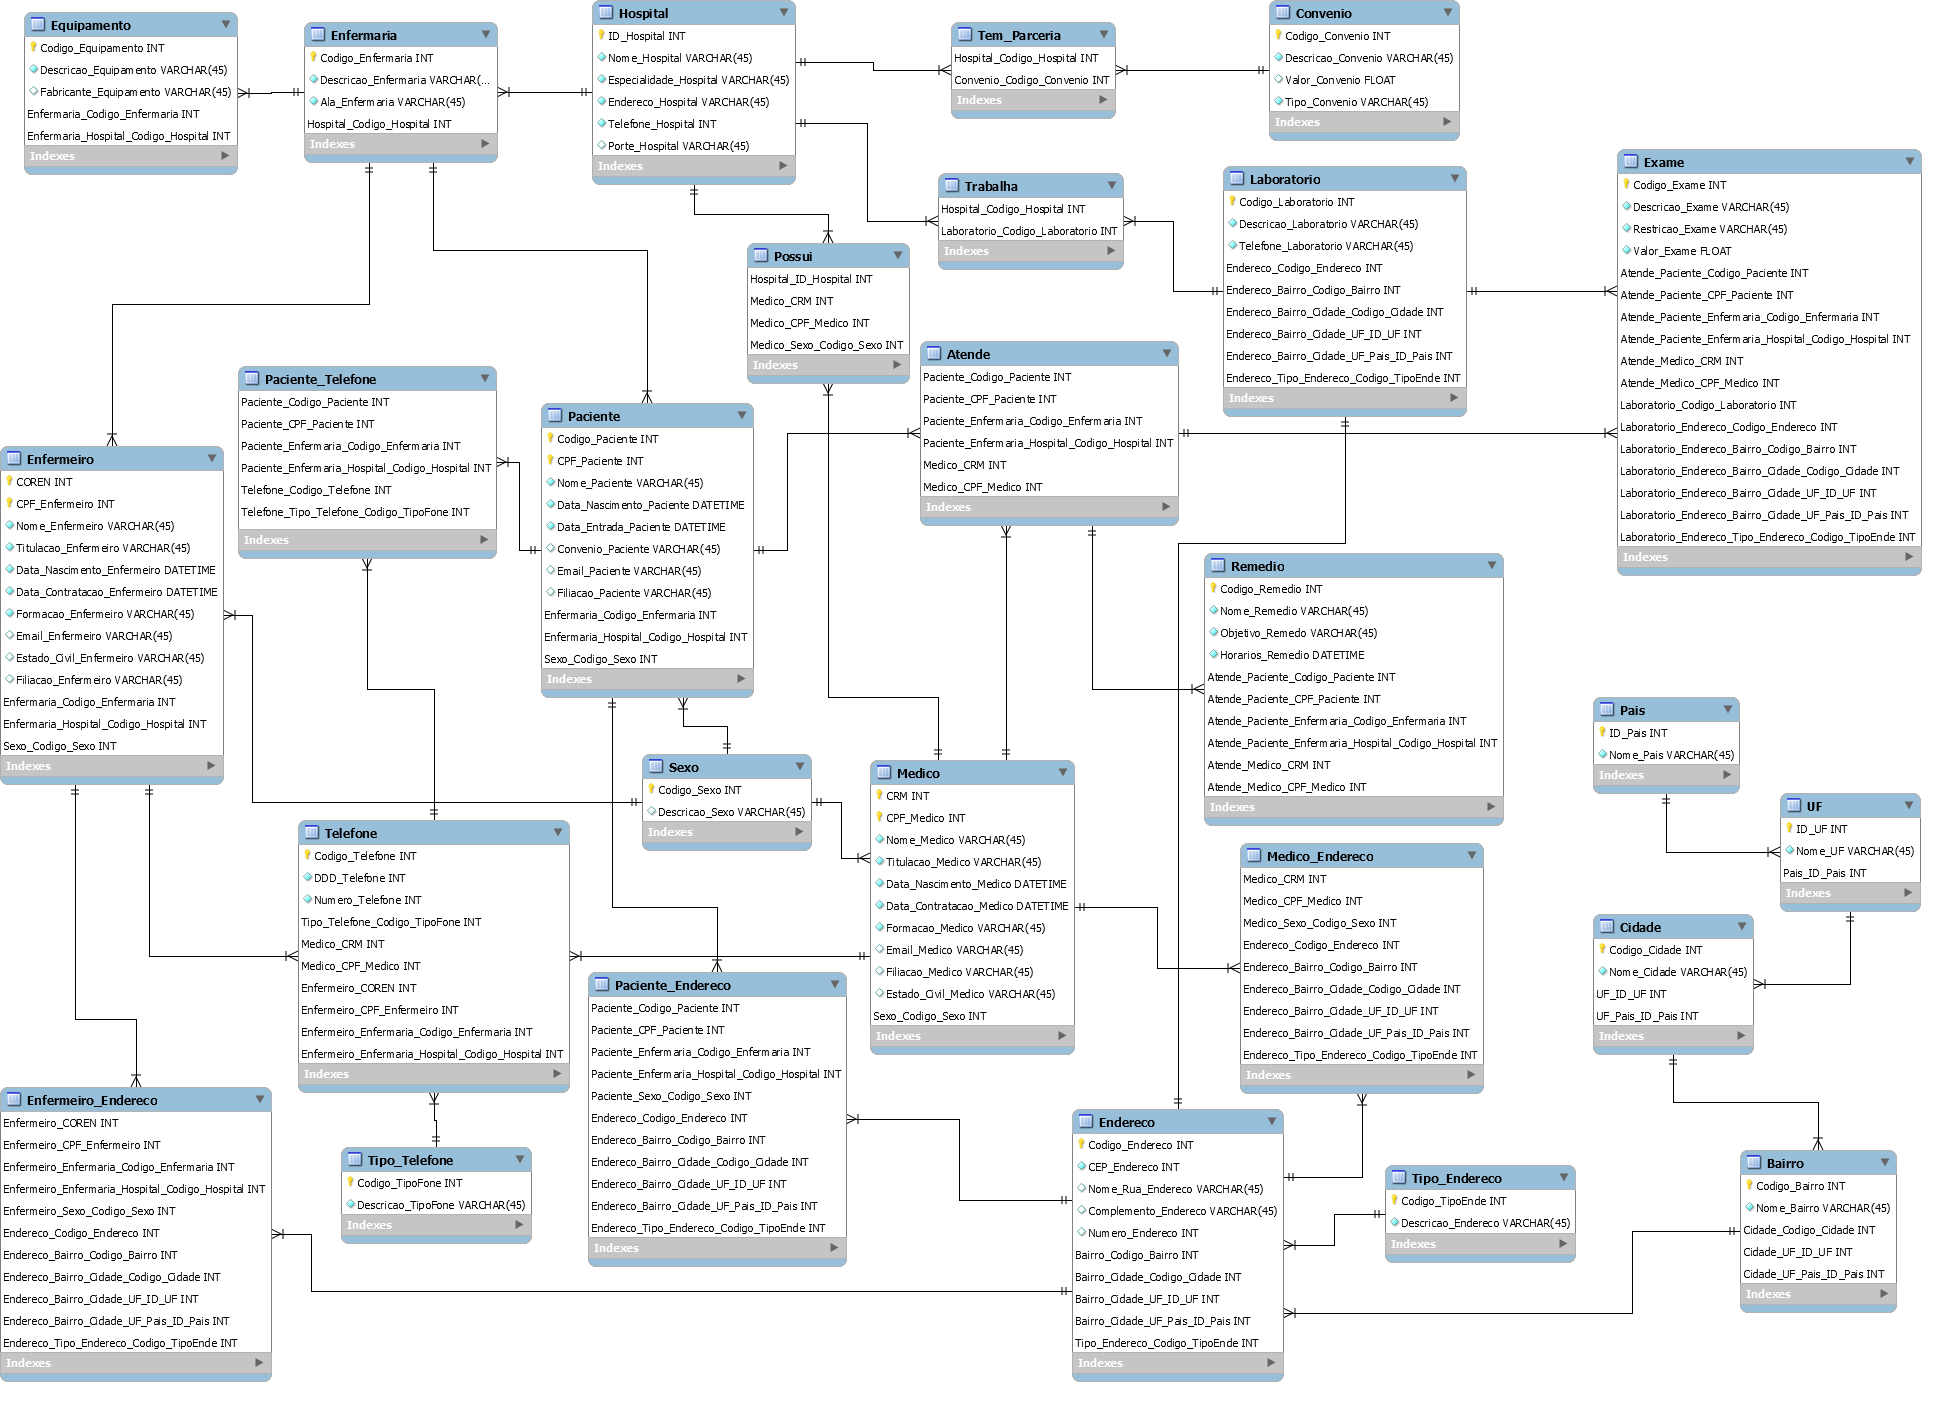 Equipamento
Codigo_Equipamento INT
Descricao_Equipamento VARCHAR(45)
Fabricante_Equipamento VARCHAR(45)
Enfermaria_Codigo_Enfermaria INT
Enfermaria_Hospital_Codigo_Hospital INT
Indexes
Enfermaria
Codigo_Enfermaria INT
Descricao_Enfermaria VARCHAR(...
Ala_Enfermaria VARCHAR(45)
Hospital_Codigo_Hospital INT
Indexes
Hospital
ID_Hospital INT
Nome_Hospital VARCHAR(45)
Especialidade_Hospital VARCHAR(45)
Endereco_Hospital VARCHAR(45)
Telefone_Hospital INT
Porte_Hospital VARCHAR(45)
Indexes
Tem_Parceria
Hospital_Codigo_Hospital INT
Convenio_Codigo_Convenio INT
Indexes
Convenio
Codigo_Convenio INT
Descricao_Convenio VARCHAR(45)
Valor_Convenio FLOAT
Tipo_Convenio VARCHAR(45)
Indexes
Trabalha
Hospital_Codigo_Hospital INT
Laboratorio_Codigo_Laboratorio INT
Indexes
Laboratorio
Codigo_Laboratorio INT
Descricao_Laboratorio VARCHAR(45)
Telefone_Laboratorio VARCHAR(45)
Endereco_Codigo_Endereco INT
Endereco_Bairro_Codigo_Bairro INT
Endereco_Bairro_Cidade_Codigo_Cidade INT
Endereco_Bairro_Cidade_UF_ID_UF INT
Endereco_Bairro_Cidade_UF_Pais_ID_Pais INT
Endereco_Tipo_Endereco_Codigo_TipoEnde INT
Indexes
Exame
Codigo_Exame INT
Descricao_Exame VARCHAR(45)
Restricao_Exame VARCHAR(45)
Valor_Exame FLOAT
Atende_Paciente_Codigo_Paciente INT
Atende_Paciente_CPF_Paciente INT
Atende_Paciente_Enfermaria_Codigo_Enfermaria INT
Atende_Paciente_Enfermaria_Hospital_Codigo_Hospital INT
Atende_Medico_CRM INT
Atende_Medico_CPF_Medico INT
Laboratorio_Codigo_Laboratorio INT
Laboratorio_Endereco_Codigo_Endereco INT
Laboratorio_Endereco_Bairro_Codigo_Bairro INT
Laboratorio_Endereco_Bairro_Cidade_Codigo_Cidade INT
Laboratorio_Endereco_Bairro_Cidade_UF_ID_UF INT
Laboratorio_Endereco_Bairro_Cidade_UF_Pais_ID_Pais INT
Laboratorio_Endereco_Tipo_Endereco_Codigo_TipoEnde INT
Indexes
Possui
Hospital_ID_Hospital INT
Medico_CRM INT
Medico_CPF_Medico INT
Medico_Sexo_Codigo_Sexo INT
Indexes
Atende
Paciente_Codigo_Paciente INT
Paciente_CPF_Paciente INT
Paciente_Enfermaria_Codigo_Enfermaria INT
Paciente_Enfermaria_Hospital_Codigo_Hospital INT
Medico_CRM INT
Medico_CPF_Medico INT
Indexes
Paciente_Telefone
Paciente_Codigo_Paciente INT
Paciente_CPF_Paciente INT
Paciente_Enfermaria_Codigo_Enfermaria INT
Paciente_Enfermaria_Hospital_Codigo_Hospital INT
Telefone_Codigo_Telefone INT
Telefone_Tipo_Telefone_Codigo_TipoFone INT
Indexes
Paciente
Codigo_Paciente INT
CPF_Paciente INT
Nome_Paciente VARCHAR(45)
Data_Nascimento_Paciente DATETIME
Data_Entrada_Paciente DATETIME
Convenio_Paciente VARCHAR(45)
Email_Paciente VARCHAR(45)
Filiacao_Paciente VARCHAR(45)
Enfermaria_Codigo_Enfermaria INT
Enfermaria_Hospital_Codigo_Hospital INT
Sexo_Codigo_Sexo INT
Indexes
Enfermeiro
COREN INT
CPF_Enfermeiro INT
Nome_Enfermeiro VARCHAR(45)
Titulacao_Enfermeiro VARCHAR(45)
Data_Nascimento_Enfermeiro DATETIME
Data_Contratacao_Enfermeiro DATETIME
Formacao_Enfermeiro VARCHAR(45)
Email_Enfermeiro VARCHAR(45)
Estado_Civil_Enfermeiro VARCHAR(45)
Filiacao_Enfermeiro VARCHAR(45)
Enfermaria_Codigo_Enfermaria INT
Enfermaria_Hospital_Codigo_Hospital INT
Sexo_Codigo_Sexo INT
Indexes
Remedio
Codigo_Remedio INT
Nome_Remedio VARCHAR(45)
Objetivo_Remedo VARCHAR(45)
Horarios_Remedio DATETIME
Atende_Paciente_Codigo_Paciente INT
Atende_Paciente_CPF_Paciente INT
Atende_Paciente_Enfermaria_Codigo_Enfermaria INT
Atende_Paciente_Enfermaria_Hospital_Codigo_Hospital INT
Atende_Medico_CRM INT
Atende_Medico_CPF_Medico INT
Indexes
Pais
ID_Pais INT
Nome_Pais VARCHAR(45)
Indexes
UF
ID_UF INT
Nome_UF VARCHAR(45)
Pais_ID_Pais INT
Indexes
Sexo
Codigo_Sexo INT
Descricao_Sexo VARCHAR(45)
Indexes
Medico
CRM INT
CPF_Medico INT
Nome_Medico VARCHAR(45)
Titulacao_Medico VARCHAR(45)
Data_Nascimento_Medico DATETIME
Data_Contratacao_Medico DATETIME
Formacao_Medico VARCHAR(45)
Email_Medico VARCHAR(45)
Filiacao_Medico VARCHAR(45)
Estado_Civil_Medico VARCHAR(45)
Sexo_Codigo_Sexo INT
Indexes
Telefone
Codigo_Telefone INT
DDD_Telefone INT
Numero_Telefone INT
Tipo_Telefone_Codigo_TipoFone INT
Medico_CRM INT
Medico_CPF_Medico INT
Enfermeiro_COREN INT
Enfermeiro_CPF_Enfermeiro INT
Enfermeiro_Enfermaria_Codigo_Enfermaria INT
Enfermeiro_Enfermaria_Hospital_Codigo_Hospital INT
Indexes
Medico_Endereco
Medico_CRM INT
Medico_CPF_Medico INT
Medico_Sexo_Codigo_Sexo INT
Endereco_Codigo_Endereco INT
Endereco_Bairro_Codigo_Bairro INT
Endereco_Bairro_Cidade_Codigo_Cidade INT
Endereco_Bairro_Cidade_UF_ID_UF INT
Endereco_Bairro_Cidade_UF_Pais_ID_Pais INT
Endereco_Tipo_Endereco_Codigo_TipoEnde INT
Indexes
Cidade
Codigo_Cidade INT
Nome_Cidade VARCHAR(45)
UF_ID_UF INT
UF_Pais_ID_Pais INT
Indexes
Paciente_Endereco
Paciente_Codigo_Paciente INT
Paciente_CPF_Paciente INT
Paciente_Enfermaria_Codigo_Enfermaria INT
Paciente_Enfermaria_Hospital_Codigo_Hospital INT
Paciente_Sexo_Codigo_Sexo INT
Endereco_Codigo_Endereco INT
Endereco_Bairro_Codigo_Bairro INT
Endereco_Bairro_Cidade_Codigo_Cidade INT
Endereco_Bairro_Cidade_UF_ID_UF INT
Endereco_Bairro_Cidade_UF_Pais_ID_Pais INT
Endereco_Tipo_Endereco_Codigo_TipoEnde INT
Indexes
Enfermeiro_Endereco
Enfermeiro_COREN INT
Enfermeiro_CPF_Enfermeiro INT
Enfermeiro_Enfermaria_Codigo_Enfermaria INT
Enfermeiro_Enfermaria_Hospital_Codigo_Hospital INT
Enfermeiro_Sexo_Codigo_Sexo INT
Endereco_Codigo_Endereco INT
Endereco_Bairro_Codigo_Bairro INT
Endereco_Bairro_Cidade_Codigo_Cidade INT
Endereco_Bairro_Cidade_UF_ID_UF INT
Endereco_Bairro_Cidade_UF_Pais_ID_Pais INT
Endereco_Tipo_Endereco_Codigo_TipoEnde INT
Indexes
Tipo_Telefone
Codigo_TipoFone INT
Descricao_TipoFone VARCHAR(45)
Indexes
Endereco
Codigo_Endereco INT
CEP_Endereco INT
Nome_Rua_Endereco VARCHAR(45)
Complemento_Endereco VARCHAR(45)
Numero_Endereco INT
Bairro_Codigo_Bairro INT
Bairro_Cidade_Codigo_Cidade INT
Bairro_Cidade_UF_ID_UF INT
Bairro_Cidade_UF_Pais_ID_Pais INT
Tipo_Endereco_Codigo_TipoEnde INT
Indexes
Tipo_Endereco
Codigo_TipoEnde INT
Descricao_Endereco VARCHAR(45)
Indexes
Bairro
Codigo_Bairro INT
Nome_Bairro VARCHAR(45)
Cidade_Codigo_Cidade INT
Cidade_UF_ID_UF INT
Cidade_UF_Pais_ID_Pais INT
Indexes